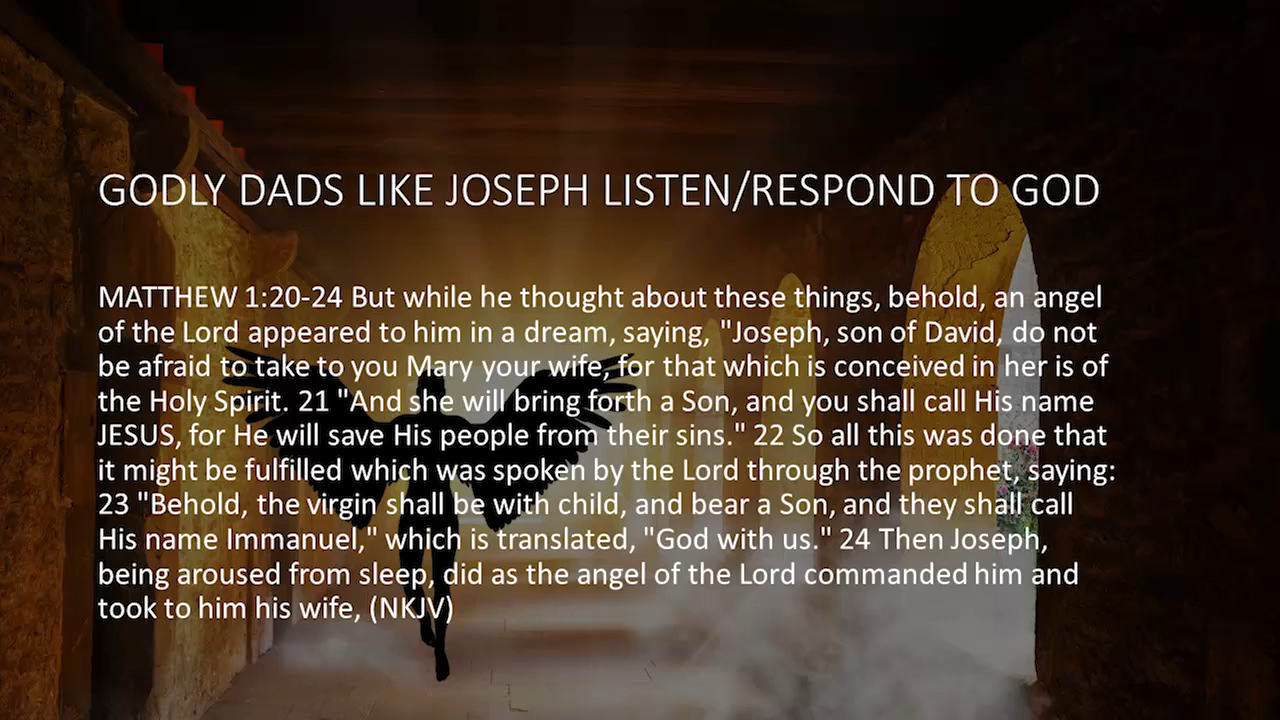 GODLY DADS LIKE JOSEPH LISTEN/RESPOND TO GOD
MATTHEW 1:20-24 But while he thought about these things, behold, an angel
of the Lord appeared to him in a dream, saying, "Joseph, son of David, do not
be afraid to take to you Mary your wife, for that which is conceived in her is of
the Holy Spirit. 21 "And she will bring forth a Son, and you shall call His name
JESUS, for He will save His people from their sins." 22 So all this was done that
it might be fulfilled which was spoken by the Lord through the prophet, saying:
23 "Behold, the virgin shall be with child, and bear a Son, and they shall call
His name Immanuel," which is translated, "God with us." 24 Then Joseph,
being aroused from sleep, did as the angel of the Lord commanded him and
took to him his wife, (NKJV)